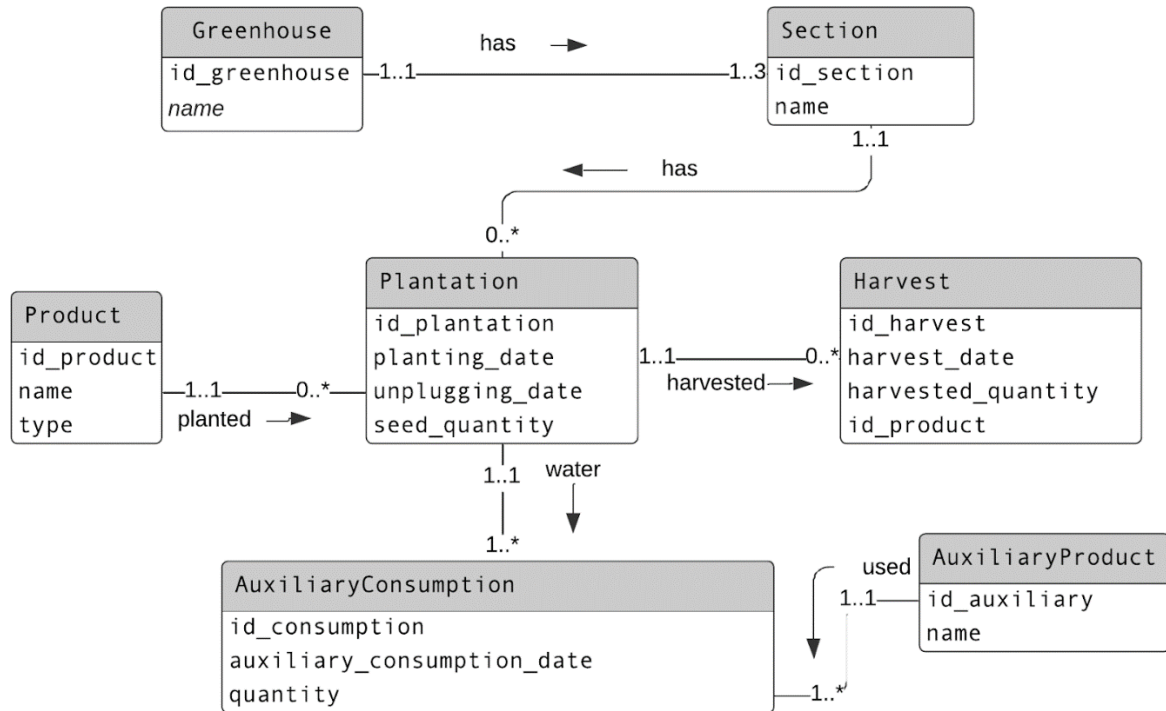 Greenhouse
id_greenhouse
name
has
1..1
1..3
Section
id_section
name
1..1
has
0..*
Product
id_product
name
type
1..1
0..*
planted
Plantation
id_plantation
planting_date
unplugging_date
seed_quantity
1..1
0..*
harvested
Harvest
id_harvest
harvest_date
harvested_quantity
id_product
1..1
water
1..*
AuxiliaryConsumption
id_consumption
auxiliary_consumption_date
quantity
used
1..1
1..*
AuxiliaryProduct
id_auxiliary
name